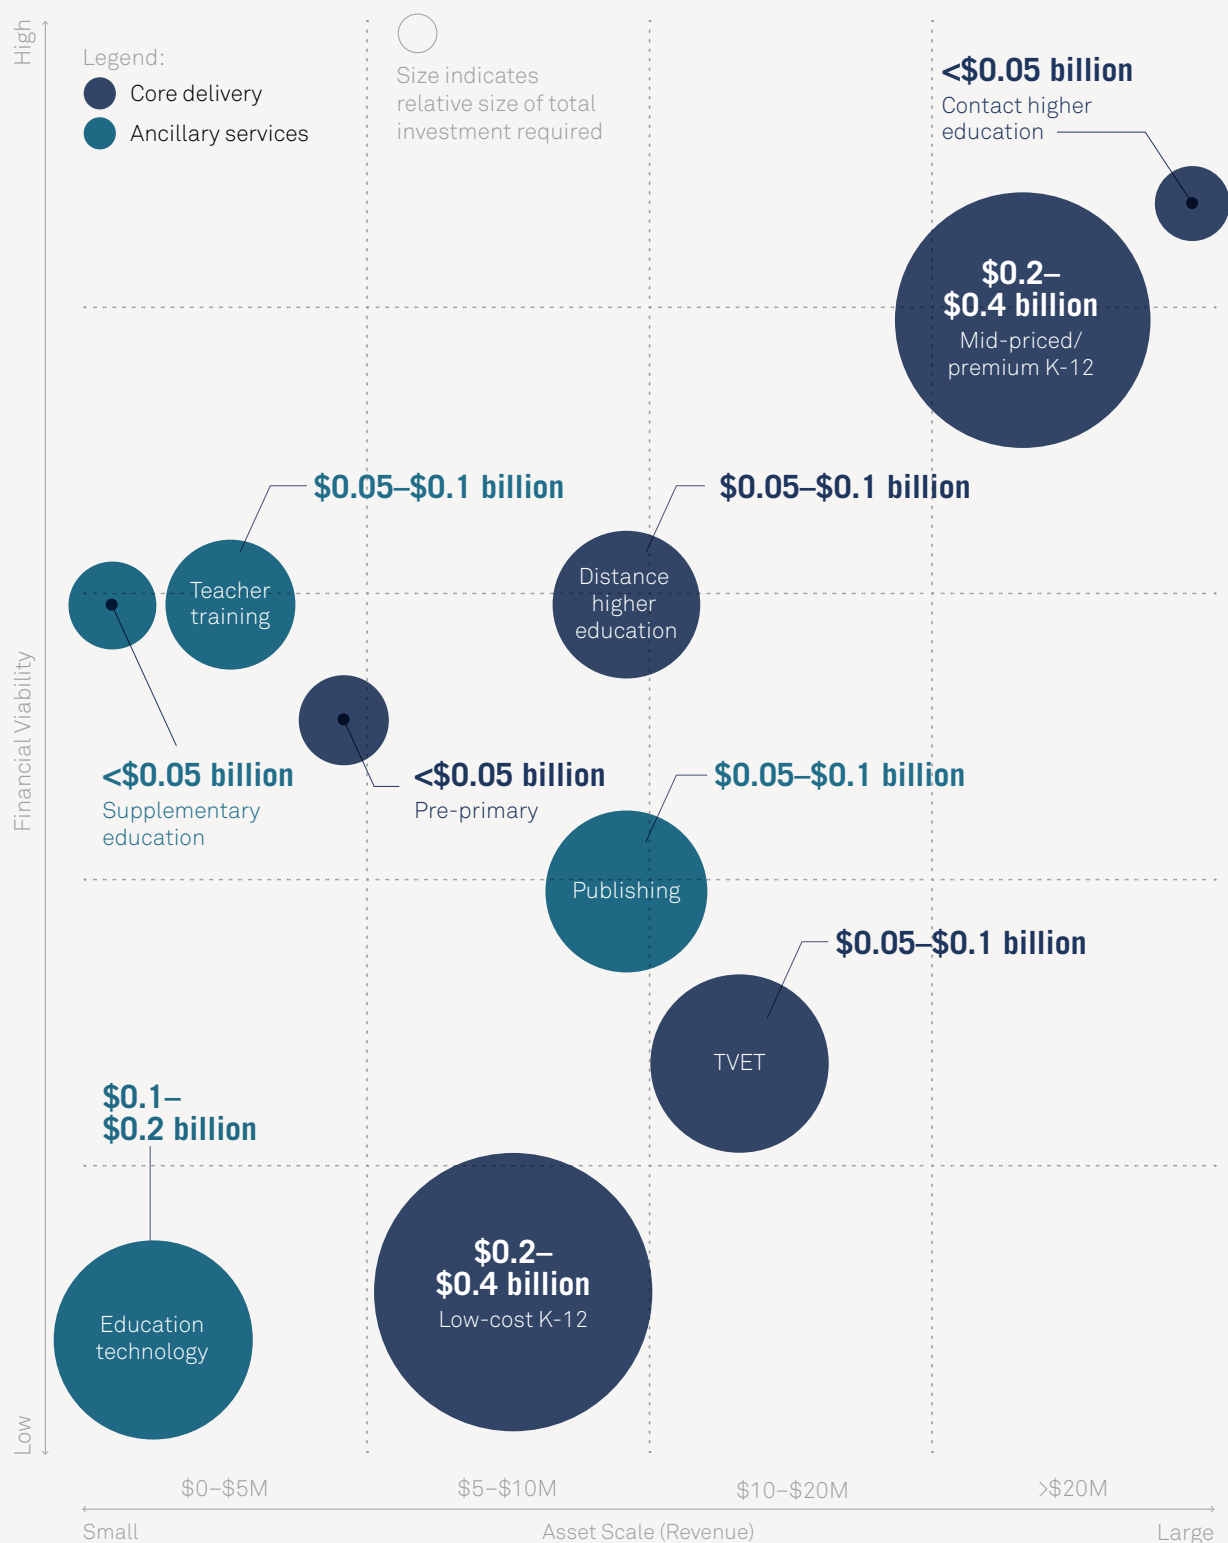 High
Legend:
Core delivery
Ancillary services
Size indicates
relative size of total
investment required
<$0.05 billion
Contact higher
education
$0.2–
$0.4 billion
Mid-priced/
premium K-12
$0.05–$0.1 billion
Teacher
training
$0.05–$0.1 billion
Distance
higher
education
Financial Viability
<$0.05 billion
Supplementary
education
<$0.05 billion
Pre-primary
$0.05–$0.1 billion
Publishing
$0.05–$0.1 billion
TVET
$0.1–
$0.2 billion
Education
technology
$0.2–
$0.4 billion
Low-cost K-12
Low
$0–$5M
$5–$10M
$10–$20M
>$20M
Small
Asset Scale (Revenue)
Large